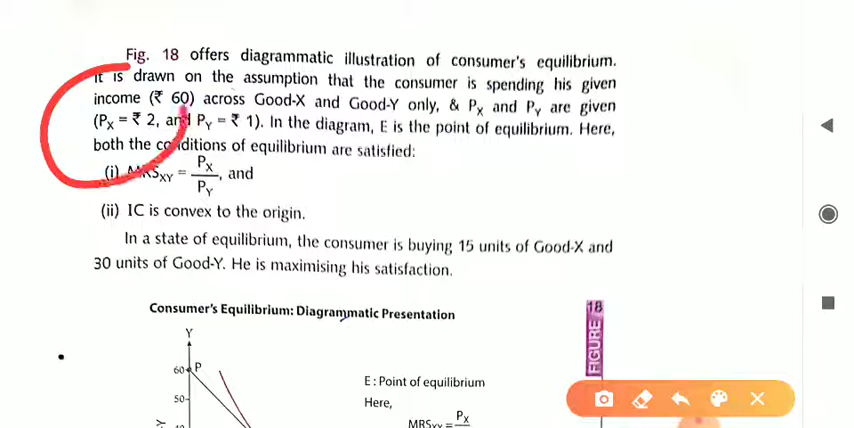 Fig. 18 offers diagrammatic illustration of consumer's equilibrium.
It is drawn on the assumption that the consumer is spending his given
income (₹ 60) across Good-X and Good-Y only, & PX and PY are given
(PX = ₹ 2, and PY = ₹ 1). In the diagram, E is the point of equilibrium. Here,
both the conditions of equilibrium are satisfied:
(i) MRSXY = PX/PY, and
(ii) IC is convex to the origin.
In a state of equilibrium, the consumer is buying 15 units of Good-X and
30 units of Good-Y. He is maximising his satisfaction.
Consumer's Equilibrium: Diagrammatic Presentation
FIGURE 18
Y
60 P
50
40
Y
E : Point of equilibrium
Here,
MRSXY = PX